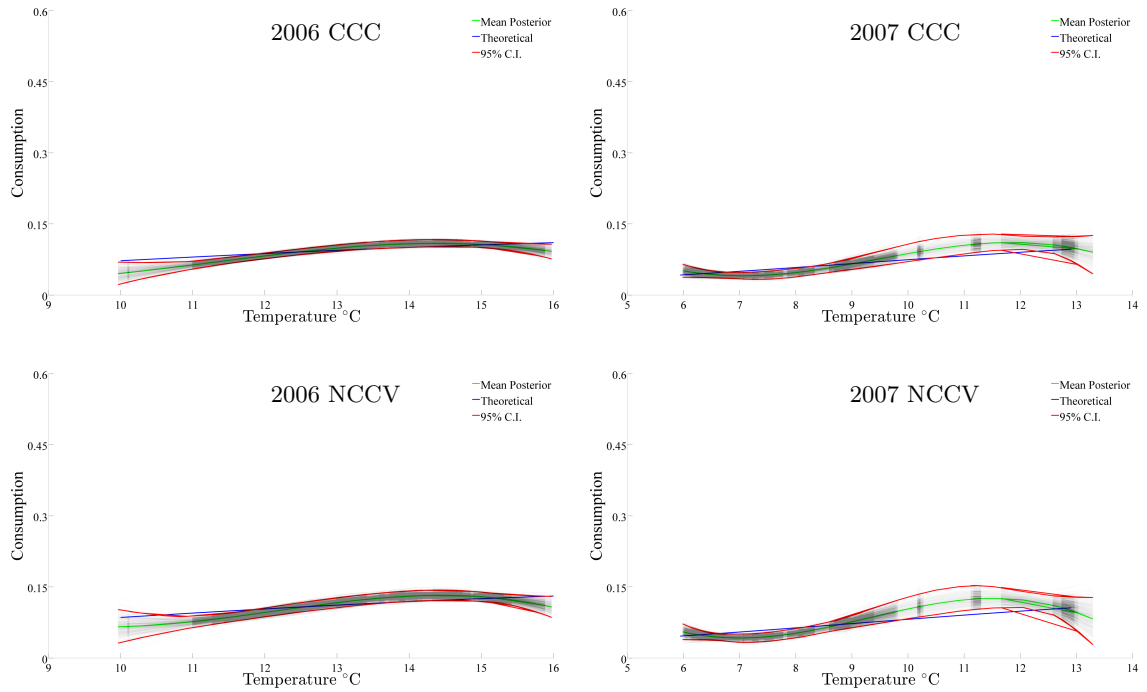 2006 CCC
Mean Posterior
Theoretical
95% C.I.
Consumption
0.6
0.45
0.3
0.15
0
9 10 11 12 13 14 15 16
Temperature °C
2007 CCC
Mean Posterior
Theoretical
95% C.I.
Consumption
0.6
0.45
0.3
0.15
0
5 6 7 8 9 10 11 12 13 14
Temperature °C
2006 NCCV
Mean Posterior
Theoretical
95% C.I.
Consumption
0.6
0.45
0.3
0.15
0
9 10 11 12 13 14 15 16
Temperature °C
2007 NCCV
Mean Posterior
Theoretical
95% C.I.
Consumption
0.6
0.45
0.3
0.15
0
5 6 7 8 9 10 11 12 13 14
Temperature °C